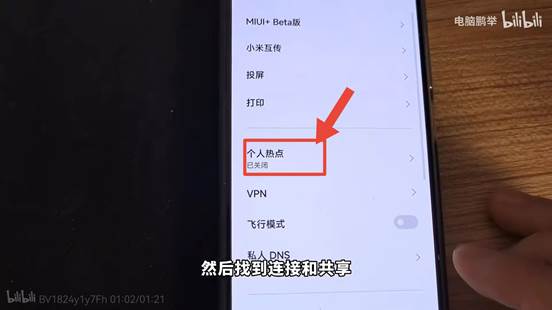 电脑鹏举 bilibili
MIUI+ Beta版
小米互传
投屏
打印
个人热点
已关闭
VPN
飞行模式
私人 DNS
然后找到连接和共享
bilibili BV1824y1y7Fh 01:02/01:21